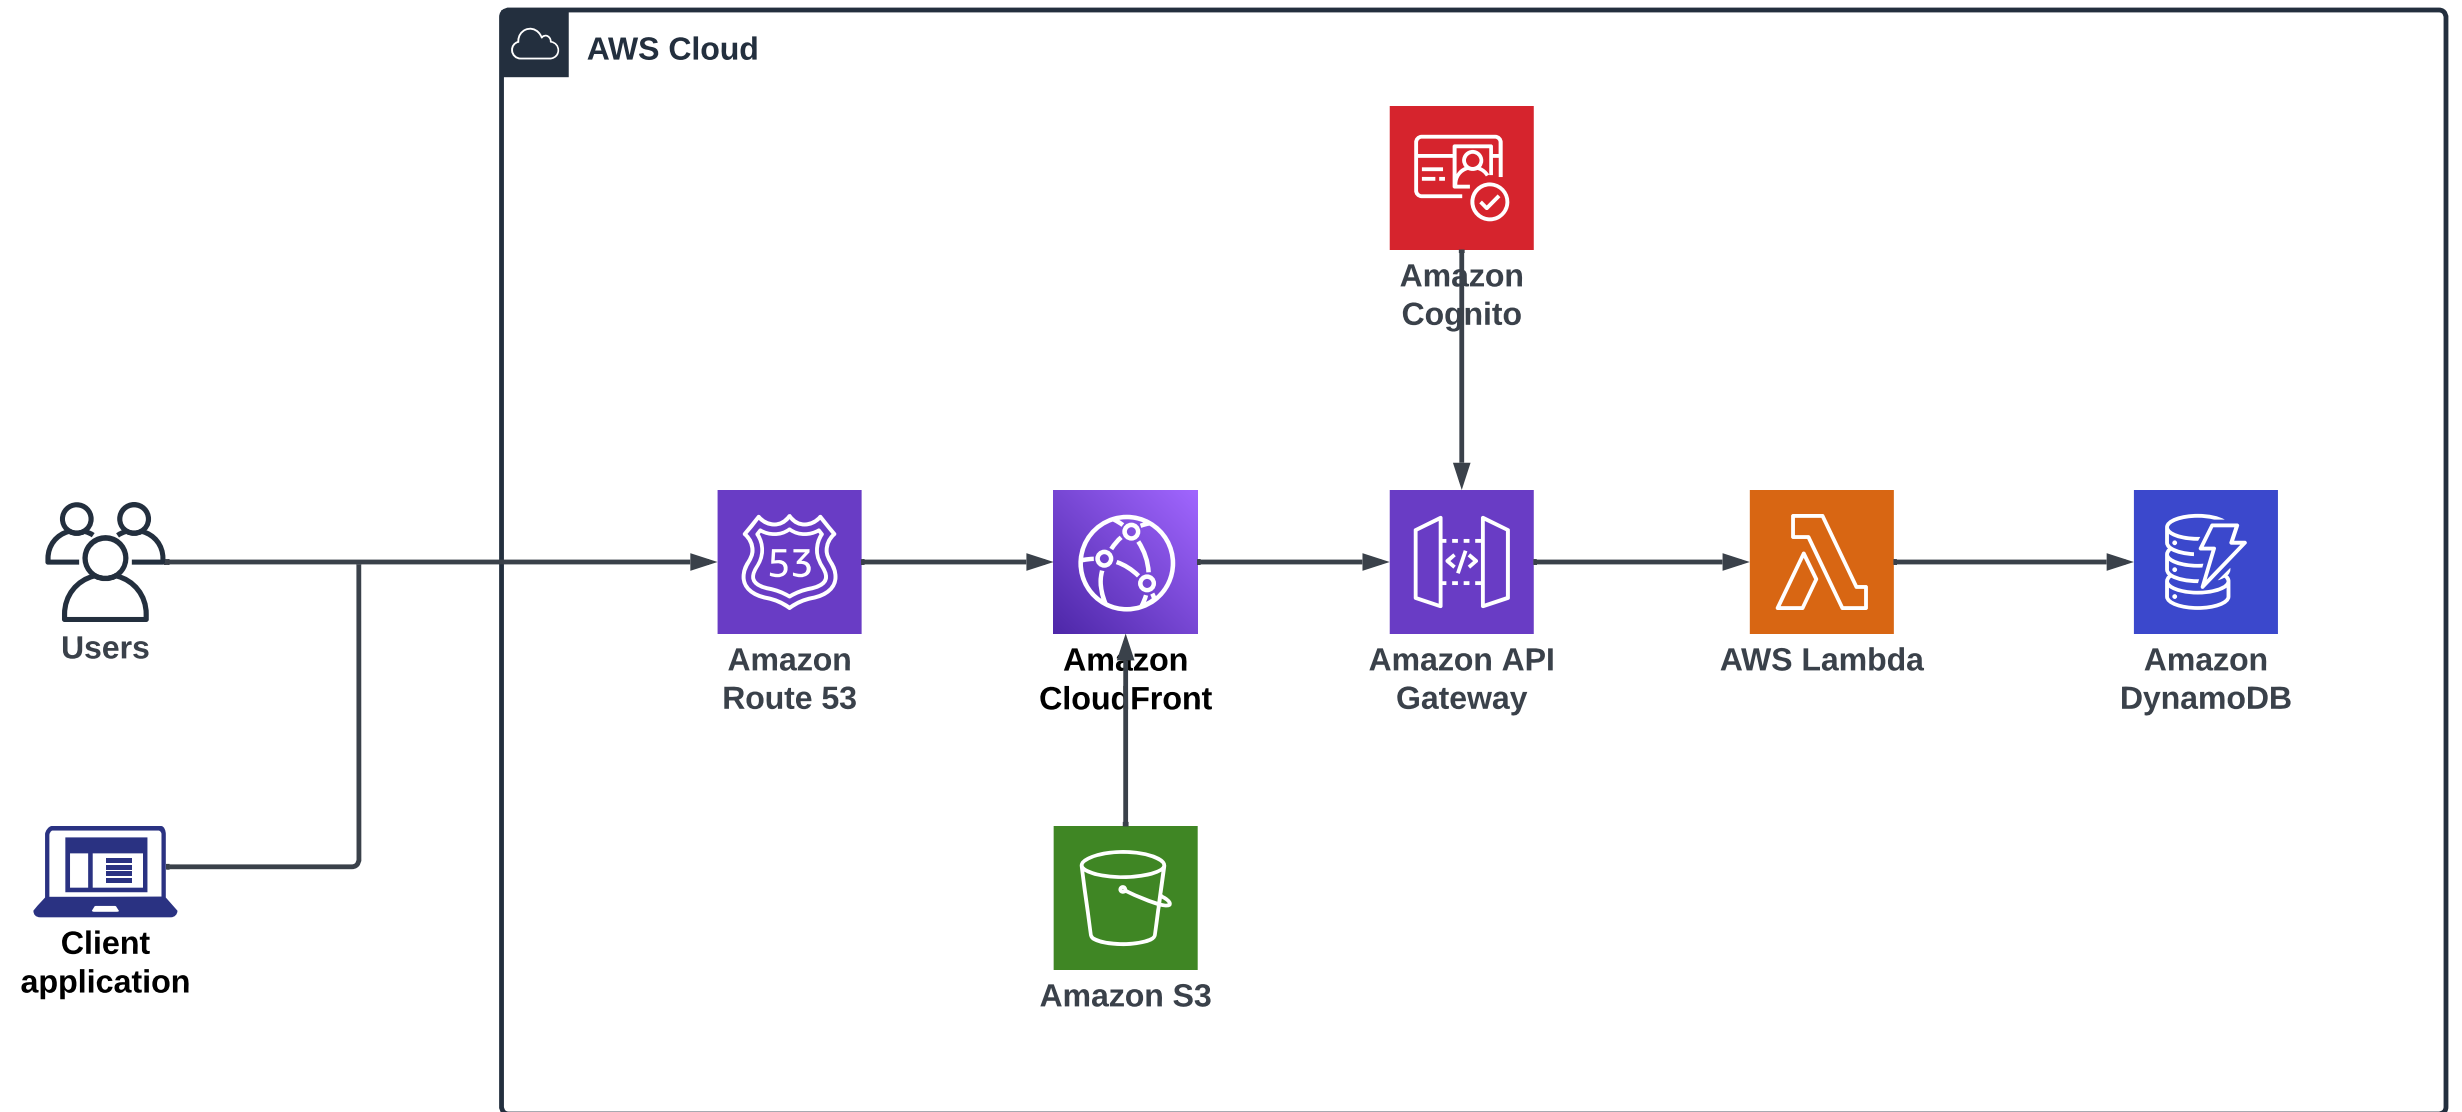 AWS Cloud
Amazon
Cognito
53
Users
Amazon
Route 53
Amazon
CloudFront
</>
Amazon API
Gateway
AWS Lambda
Amazon
DynamoDB
Client
application
Amazon S3